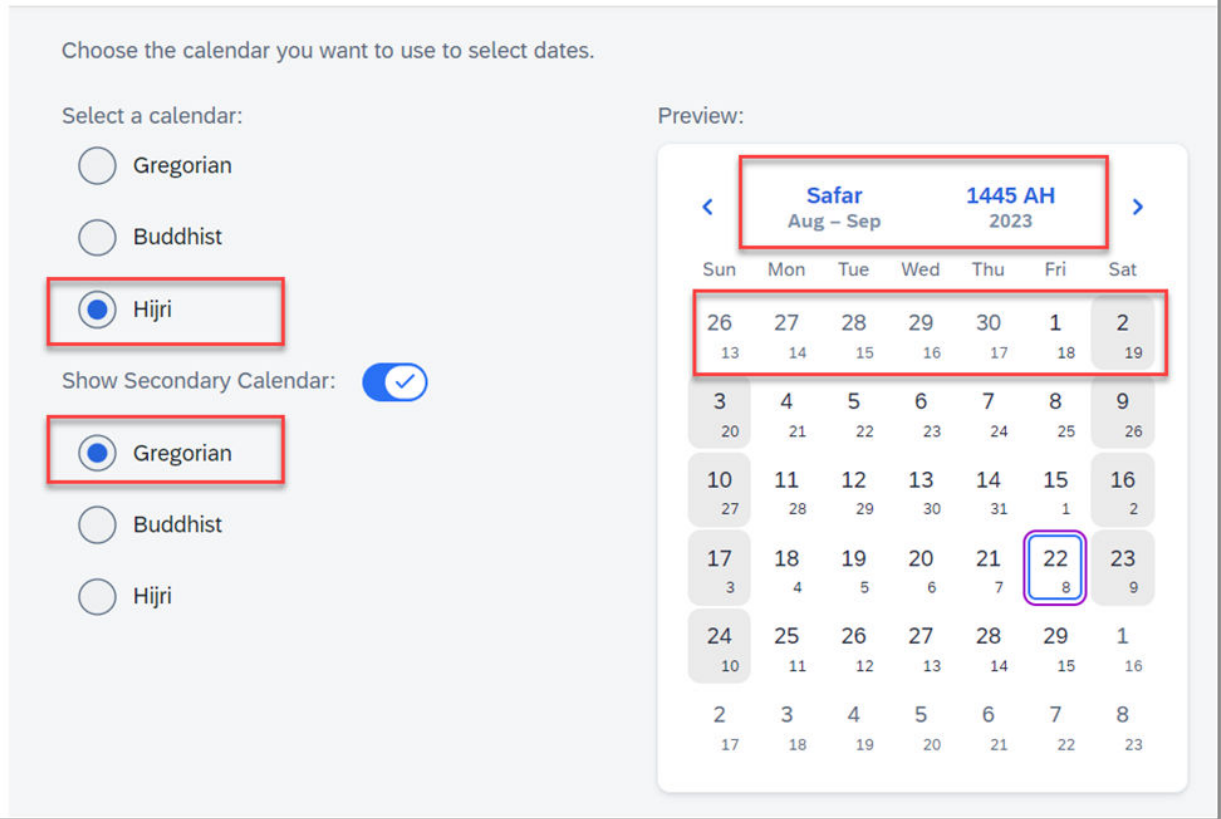 Choose the calendar you want to use to select dates.
Select a calendar:
Gregorian
Buddhist
Hijri
Show Secondary Calendar:
Gregorian
Buddhist
Hijri
Preview:
Safar 1445 AH
Aug – Sep 2023
Sun Mon Tue Wed Thu Fri Sat
26 27 28 29 30 1 2
13 14 15 16 17 18 19
3 4 5 6 7 8 9
20 21 22 23 24 25 26
10 11 12 13 14 15 16
27 28 29 30 31 1 2
17 18 19 20 21 22 23
3 4 5 6 7 8 9
24 25 26 27 28 29 1
10 11 12 13 14 15 16
2 3 4 5 6 7 8
17 18 19 20 21 22 23